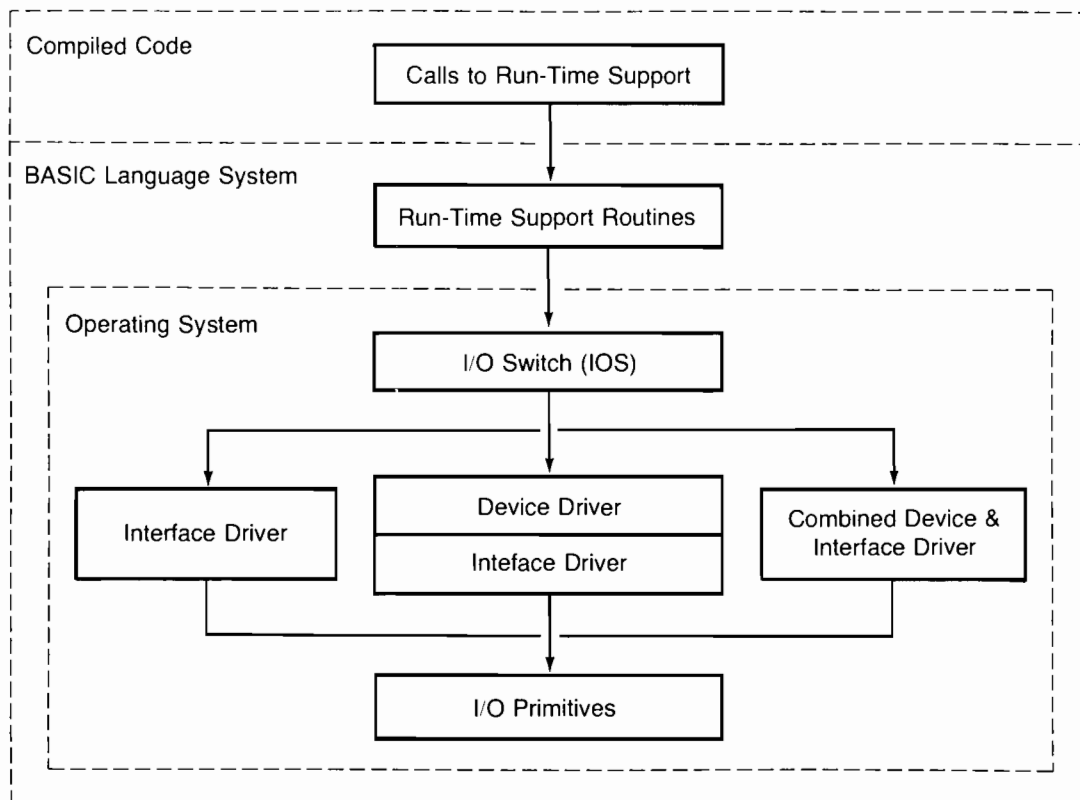 Compiled Code
Calls to Run-Time Support
BASIC Language System
Run-Time Support Routines
Operating System
I/O Switch (IOS)
Interface Driver
Device Driver
Inteface Driver
Combined Device &
Interface Driver
I/O Primitives